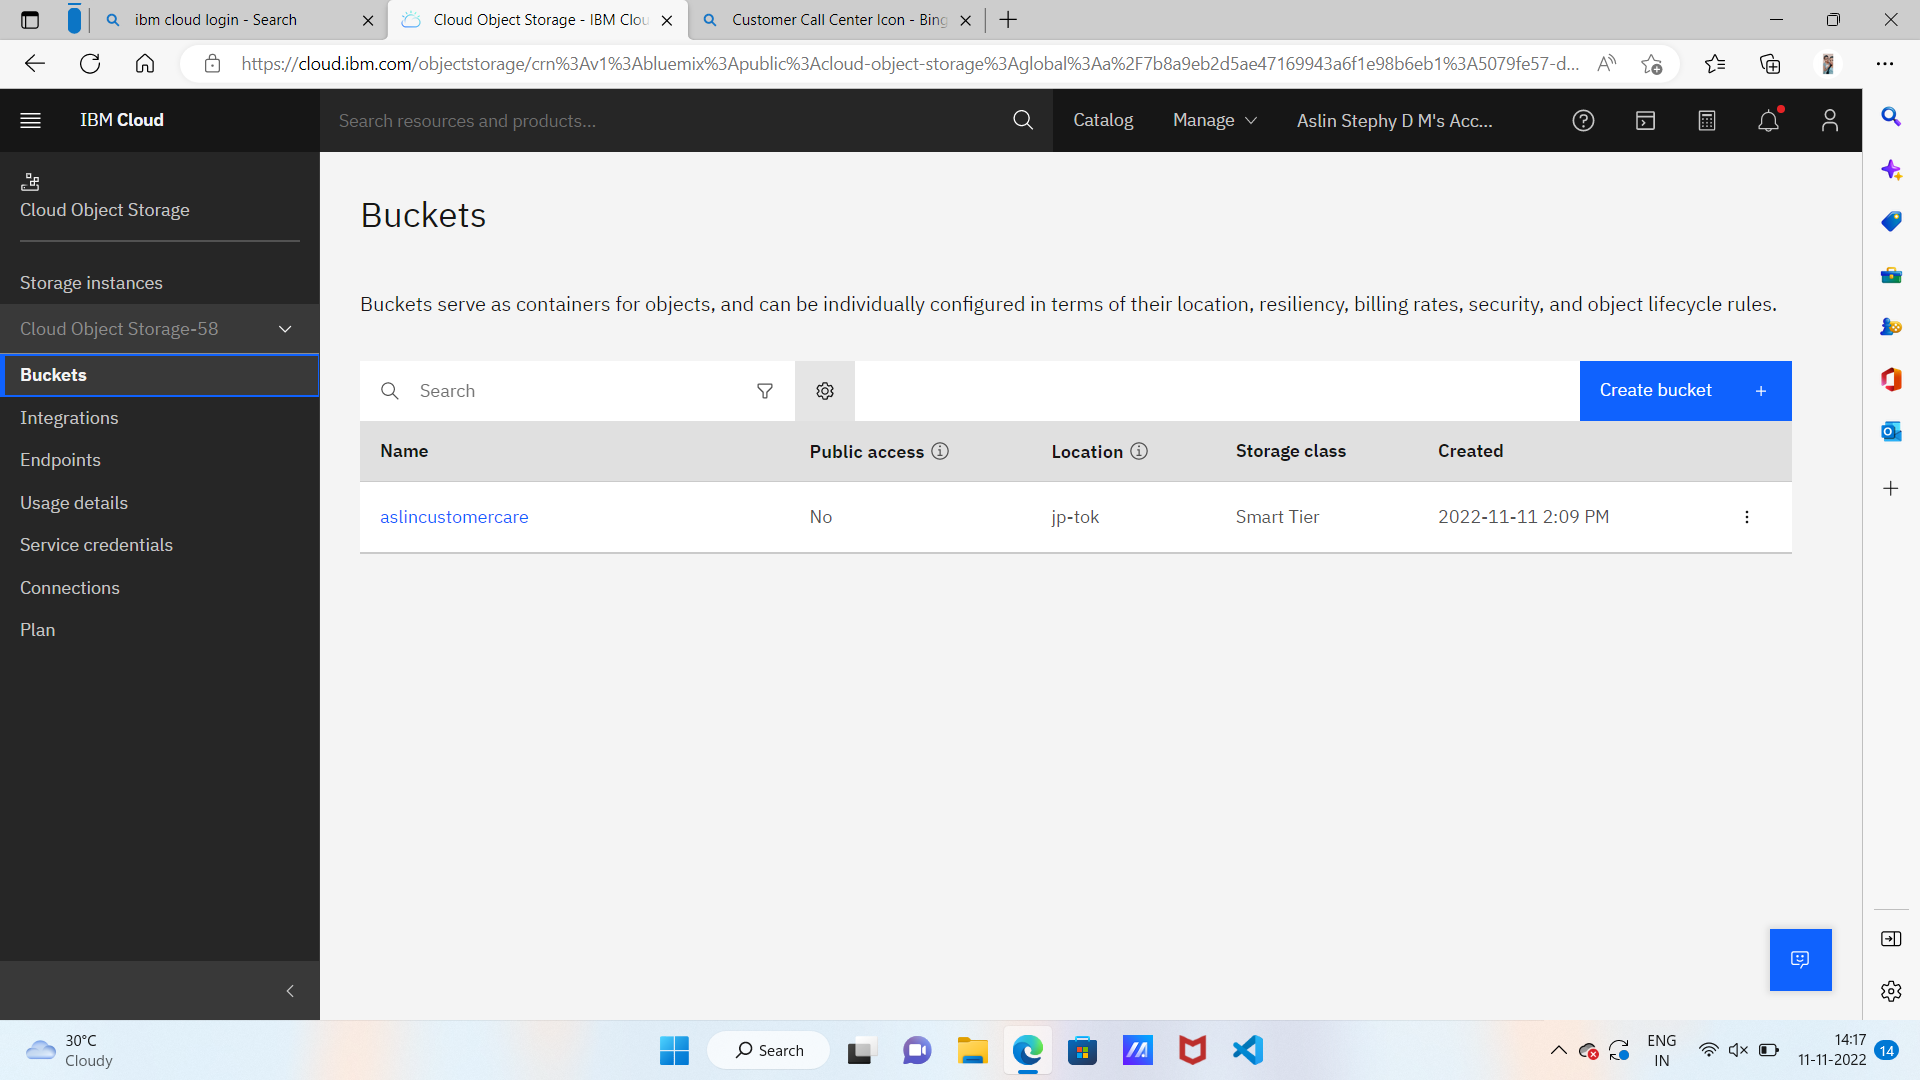 ibm cloud login - Search
Cloud Object Storage - IBM Clou
Customer Call Center Icon - Bing
https://cloud.ibm.com/objectstorage/crn%3Av1%3Abluemix%3Apublic%3Acloud-object-storage%3Aglobal%3Aa%2F7b8a9eb2d5ae47169943a6f1e98b6eb1%3A5079fe57-d...
IBM Cloud
Search resources and products...
Catalog
Manage
Aslin Stephy D M's Acc...
Cloud Object Storage
Storage instances
Cloud Object Storage-58
Buckets
Integrations
Endpoints
Usage details
Service credentials
Connections
Plan
Buckets
Buckets serve as containers for objects, and can be individually configured in terms of their location, resiliency, billing rates, security, and object lifecycle rules.
Search
Create bucket +
Name Public access Location Storage class Created
aslincustomercare No jp-tok Smart Tier 2022-11-11 2:09 PM
30°C
Cloudy
Search
ENG
IN
14:17
11-11-2022
14